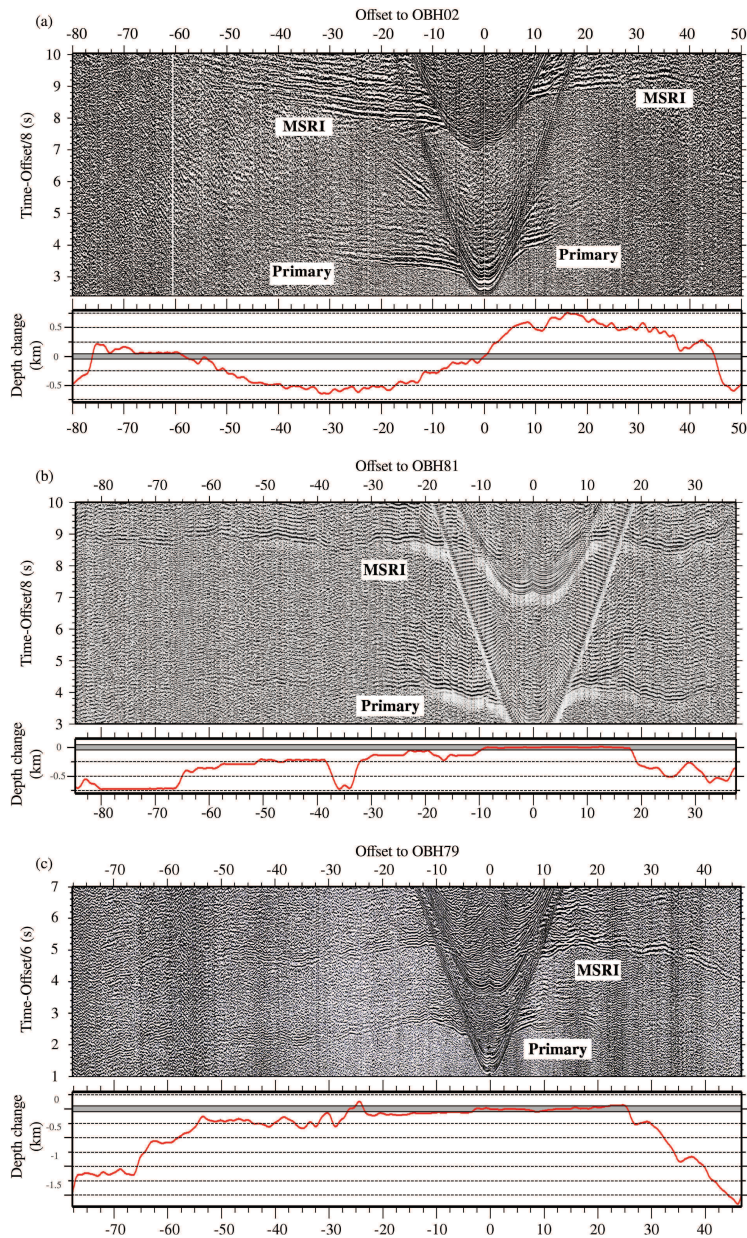 (a)
Offset to OBH02
-80 -70 -60 -50 -40 -30 -20 -10 0 10 20 30 40 50
10
9
8
7
6
5
4
3
Time-Offset/8 (s)
MSRI
MSRI
Primary
Primary
Depth change
(km)
0.5
0
-0.5
-80 -70 -60 -50 -40 -30 -20 -10 0 10 20 30 40 50
(b)
Offset to OBH81
-80 -70 -60 -50 -40 -30 -20 -10 0 10 20 30
10
9
8
7
6
5
4
3
Time-Offset/8 (s)
MSRI
Primary
Depth change
(km)
0
-0.5
-80 -70 -60 -50 -40 -30 -20 -10 0 10 20 30
(c)
Offset to OBH79
-70 -60 -50 -40 -30 -20 -10 0 10 20 30 40
7
6
5
4
3
2
1
Time-Offset/6 (s)
MSRI
Primary
Depth change
(km)
0
-0.5
-1
-1.5
-70 -60 -50 -40 -30 -20 -10 0 10 20 30 40